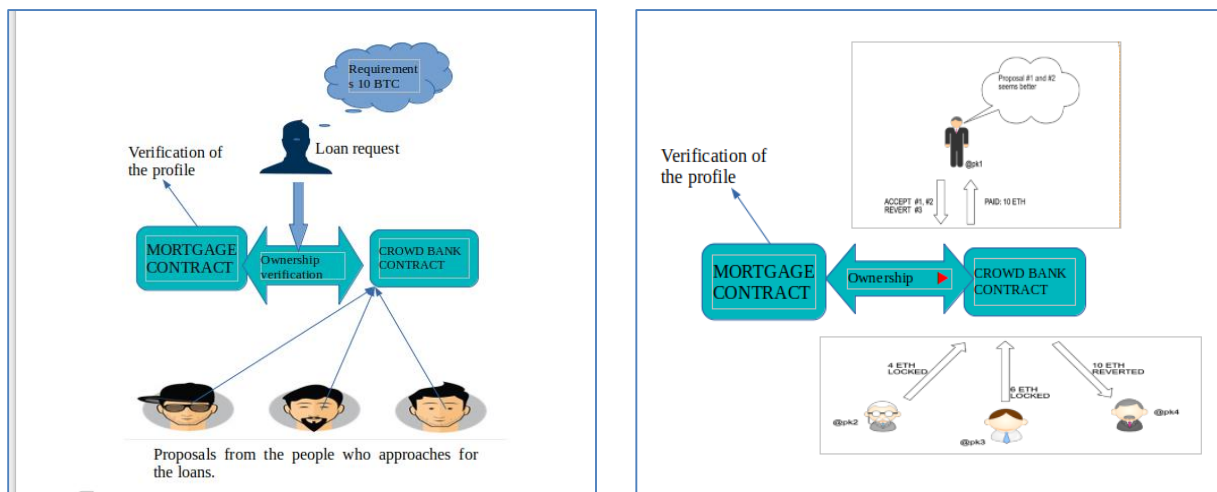 Requirement
s 10 BTC
Loan request
Verification of
the profile
MORTGAGE
CONTRACT
Ownership
verification
CROWD BANK
CONTRACT
Proposals from the people who approaches for
the loans.
Proposal #1 and #2
seems better
@pk1
Verification of
the profile
ACCEPT #1, #2
REVERT #3
PAID: 10 ETH
MORTGAGE
CONTRACT
Ownership
CROWD BANK
CONTRACT
4 ETH
LOCKED
6 ETH
LOCKED
10 ETH
REVERTED
@pk2
@pk3
@pk4